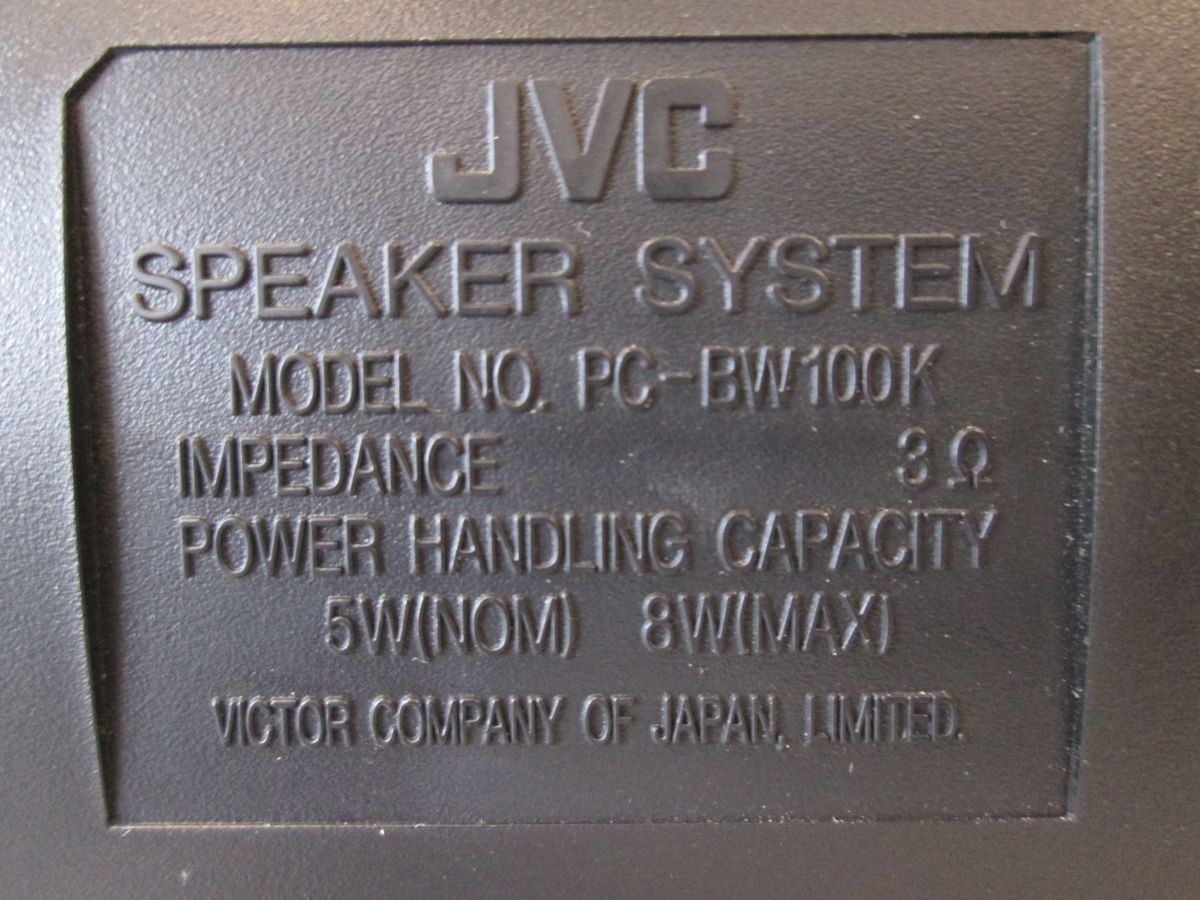 JVC
SPEAKER SYSTEM
MODEL NO. PC-BW100K
IMPEDANCE 3Ω
POWER HANDLING CAPACITY
5W(NOM) 8W(MAX)
VICTOR COMPANY OF JAPAN, LIMITED.